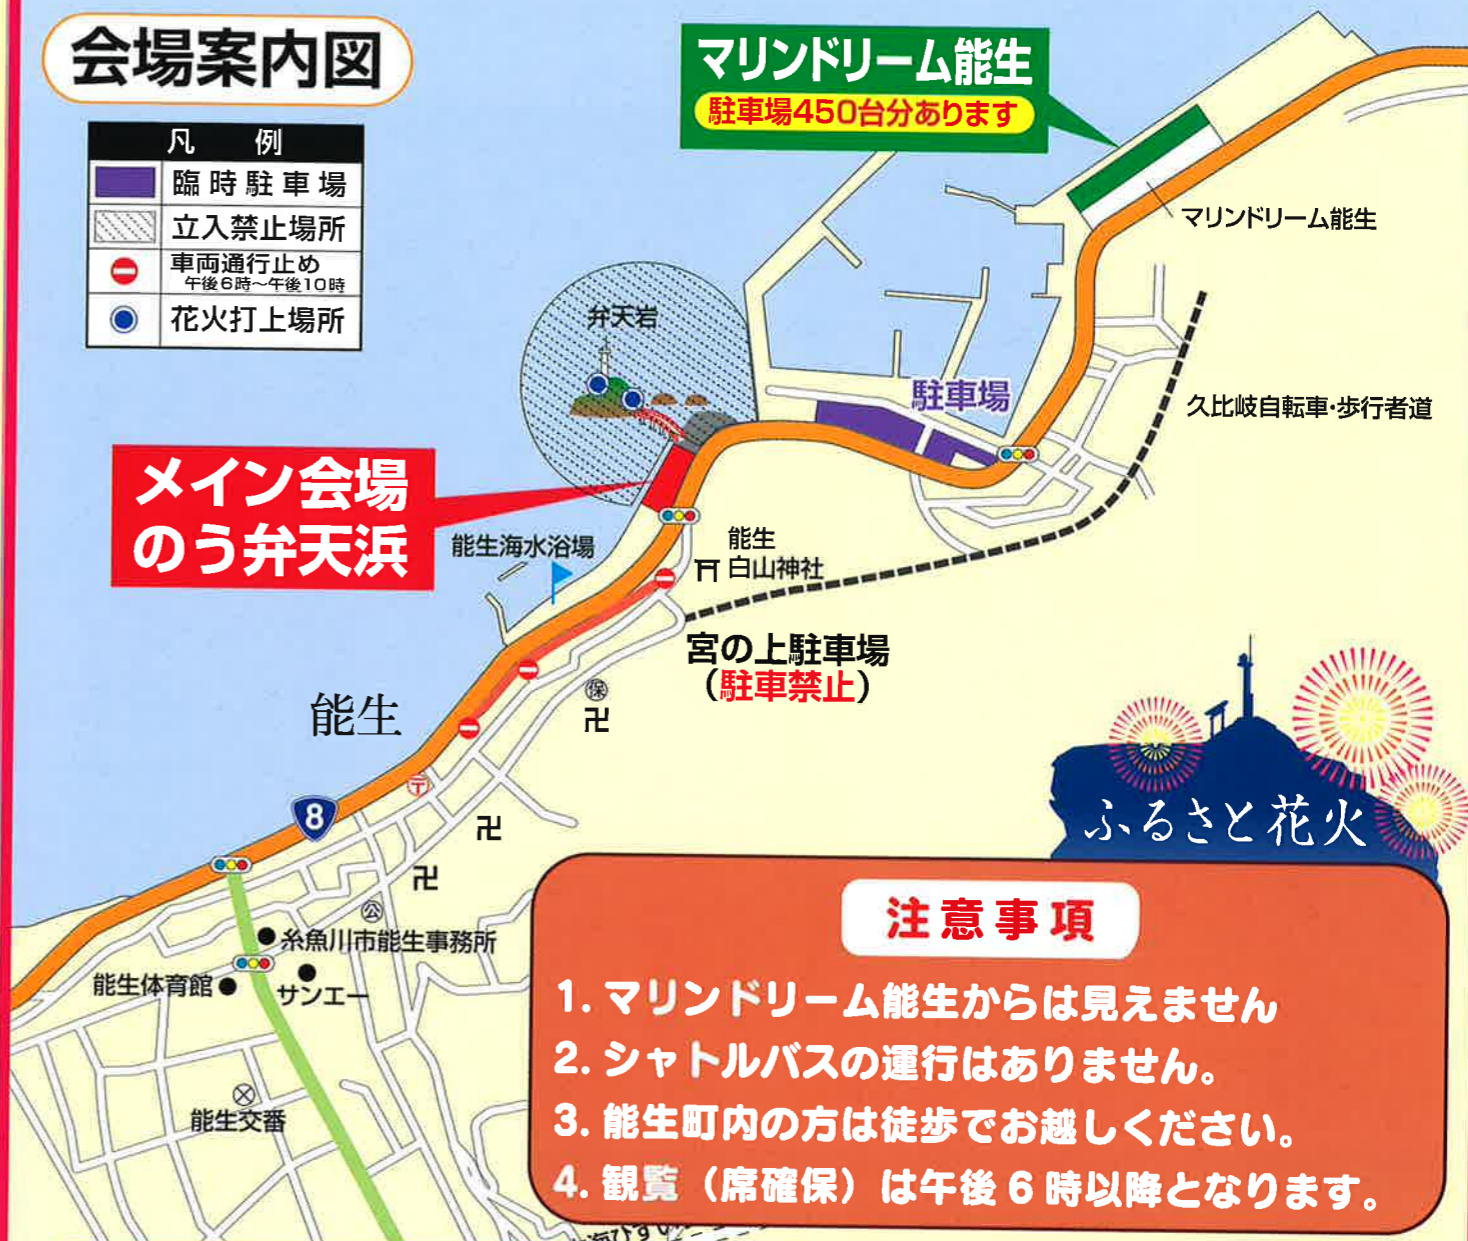 会場案内図
凡例
臨時駐車場
立入禁止場所
車両通行止め
午後6時～午後10時
花火打上場所
マリンドリーム能生
駐車場450台分あります
マリンドリーム能生
弁天岩
駐車場
久比岐自転車・歩行者道
メイン会場
のう弁天浜
能生海水浴場
能生
白山神社
宮の上駐車場
（駐車禁止）
能生
保
卍
〒
8
卍
卍
公
糸魚川市能生事務所
能生体育館
サンエー
能生交番
ふるさと花火
注意事項
1. マリンドリーム能生からは見えません
2. シャトルバスの運行はありません。
3. 能生町内の方は徒歩でお越しください。
4. 観覧（席確保）は午後6時以降となります。